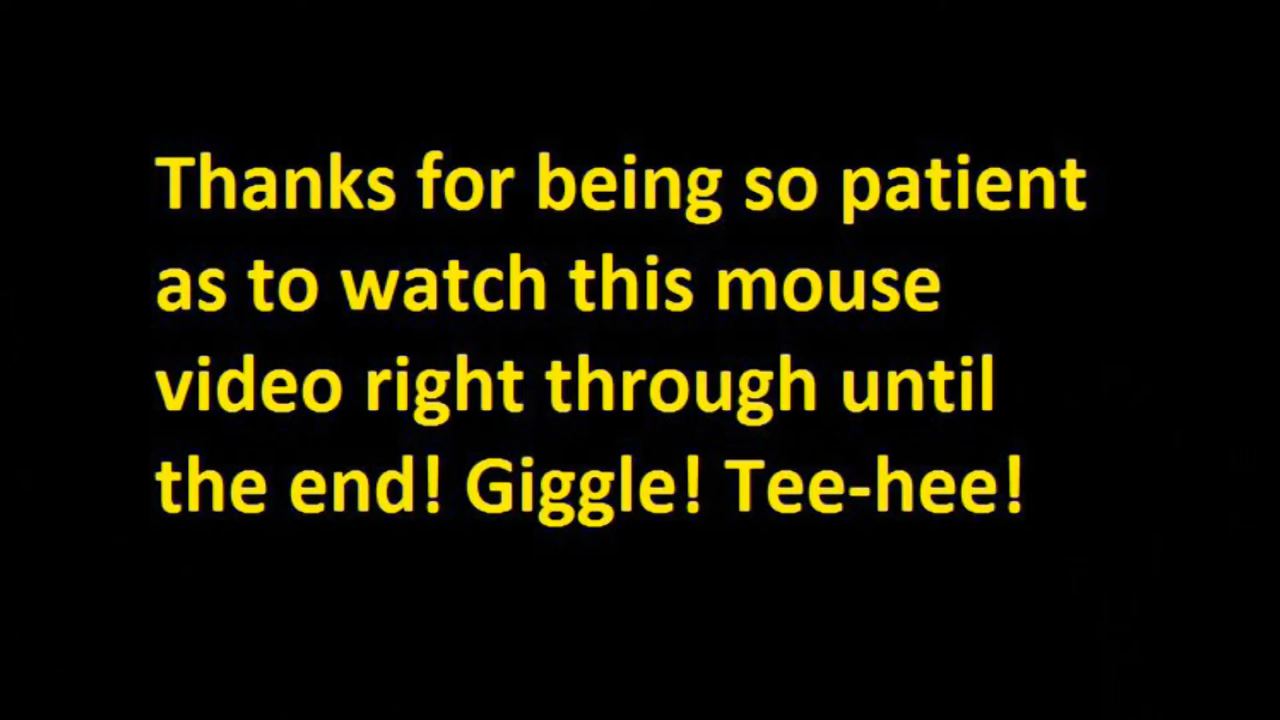 Thanks for being so patient
as to watch this mouse
video right through until
the end! Giggle! Tee-hee!